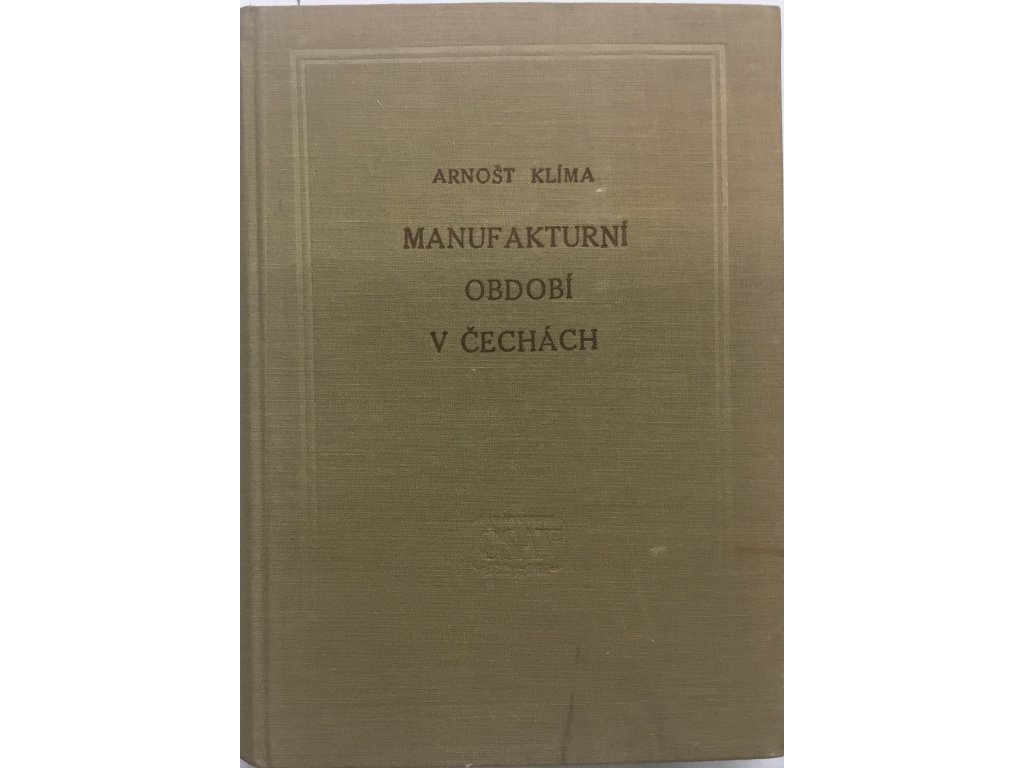 ARNOŠT KLÍMA
MANUFAKTURNÍ
OBDOBÍ
V ČECHÁCH
ČSAV